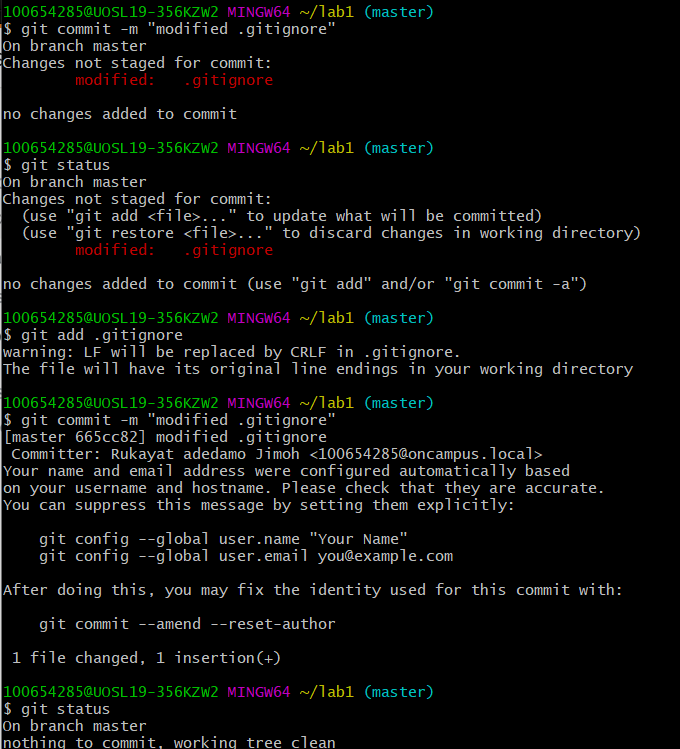 100654285@UOSL19-356KZW2 MINGW64 ~/lab1 (master)
$ git commit -m "modified .gitignore"
On branch master
Changes not staged for commit:
        modified:   .gitignore

no changes added to commit

100654285@UOSL19-356KZW2 MINGW64 ~/lab1 (master)
$ git status
On branch master
Changes not staged for commit:
  (use "git add <file>..." to update what will be committed)
  (use "git restore <file>..." to discard changes in working directory)
        modified:   .gitignore

no changes added to commit (use "git add" and/or "git commit -a")

100654285@UOSL19-356KZW2 MINGW64 ~/lab1 (master)
$ git add .gitignore
warning: LF will be replaced by CRLF in .gitignore.
The file will have its original line endings in your working directory

100654285@UOSL19-356KZW2 MINGW64 ~/lab1 (master)
$ git commit -m "modified .gitignore"
[master 665cc82] modified .gitignore
 Committer: Rukayat adedamo Jimoh <100654285@oncampus.local>
Your name and email address were configured automatically based
on your username and hostname. Please check that they are accurate.
You can suppress this message by setting them explicitly:

    git config --global user.name "Your Name"
    git config --global user.email you@example.com

After doing this, you may fix the identity used for this commit with:

    git commit --amend --reset-author

 1 file changed, 1 insertion(+)

100654285@UOSL19-356KZW2 MINGW64 ~/lab1 (master)
$ git status
On branch master
nothing to commit, working tree clean